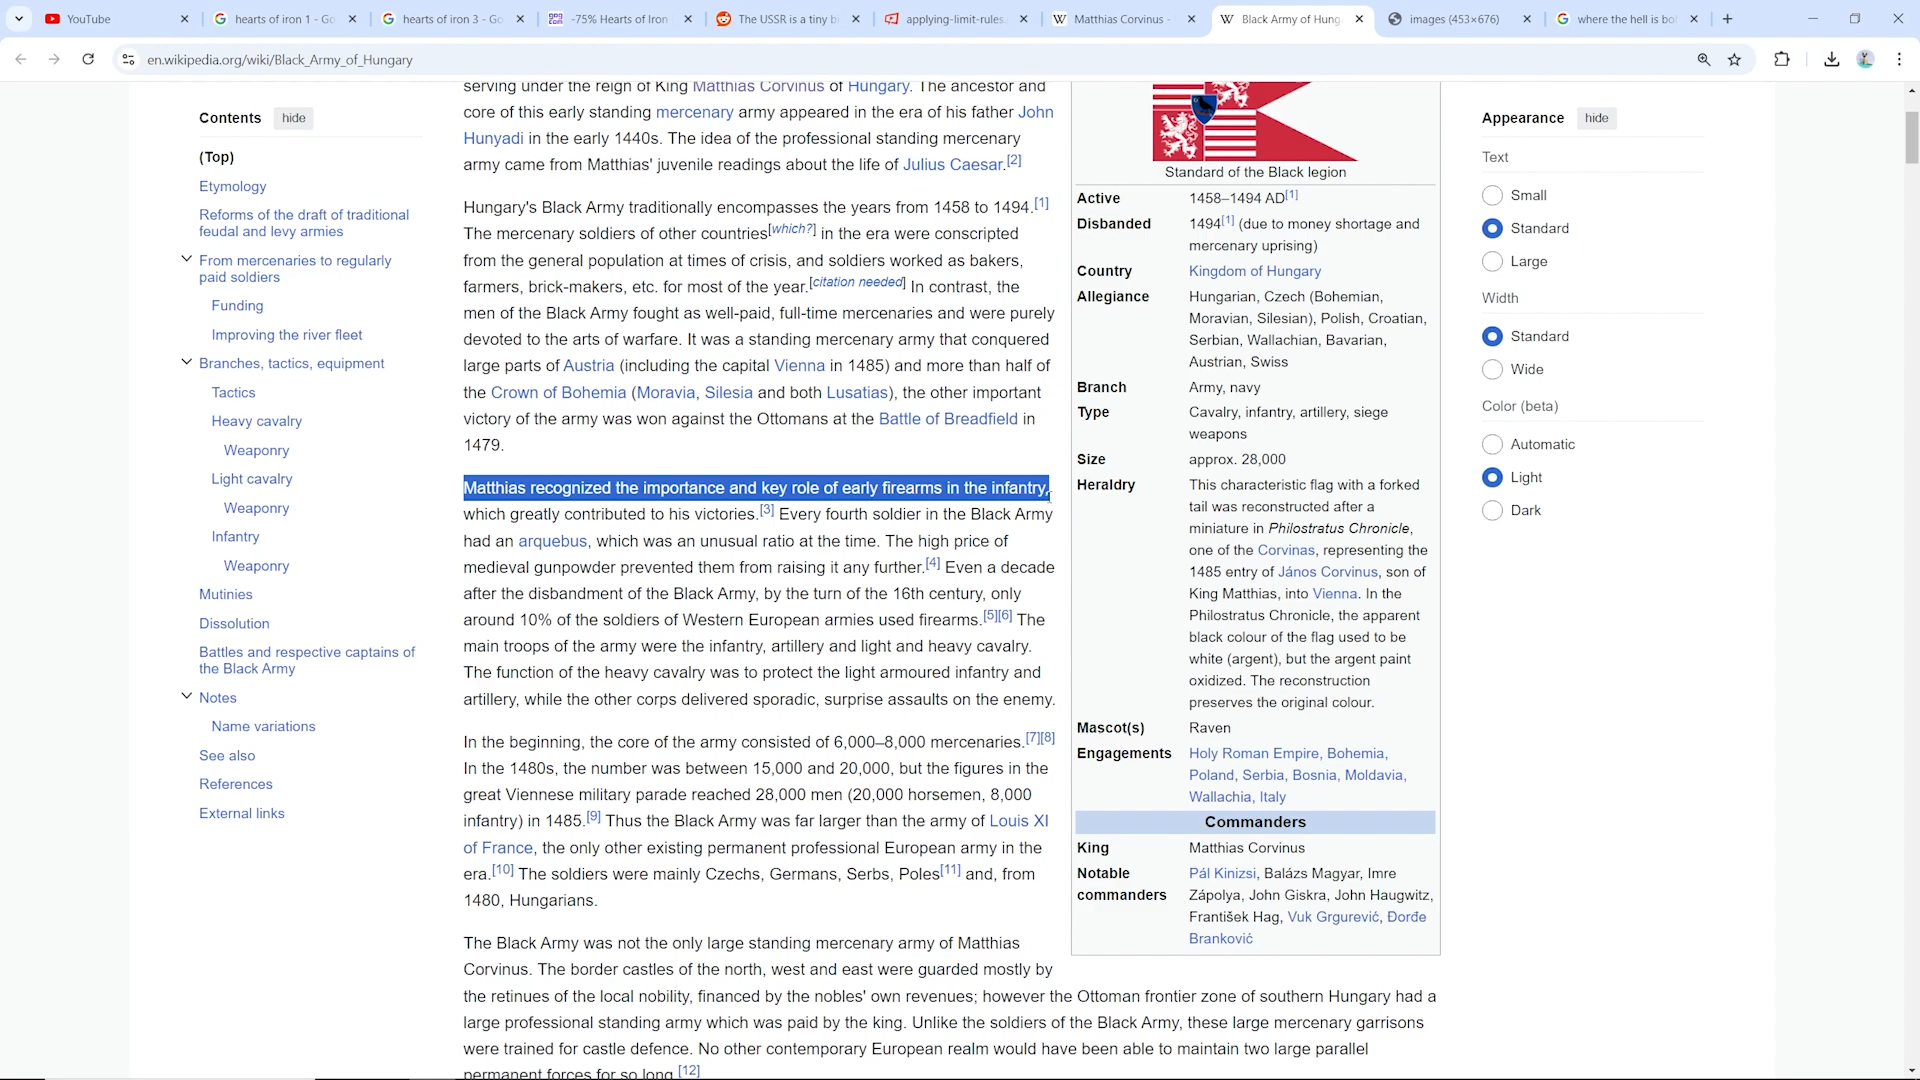 YouTube
hearts of iron 1 - Go
hearts of iron 3 - Go
-75% Hearts of Iron
The USSR is a tiny b
applying-limit-rules.
Matthias Corvinus -
Black Army of Hung
images (453×676)
where the hell is bo
en.wikipedia.org/wiki/Black_Army_of_Hungary
Contents
hide
(Top)
Etymology
Reforms of the draft of traditional
feudal and levy armies
From mercenaries to regularly
paid soldiers
Funding
Improving the river fleet
Branches, tactics, equipment
Tactics
Heavy cavalry
Weaponry
Light cavalry
Weaponry
Infantry
Weaponry
Mutinies
Dissolution
Battles and respective captains of
the Black Army
Notes
Name variations
See also
References
External links
serving under the reign of King Matthias Corvinus of Hungary. The ancestor and
core of this early standing mercenary army appeared in the era of his father John
Hunyadi in the early 1440s. The idea of the professional standing mercenary
army came from Matthias' juvenile readings about the life of Julius Caesar.[2]
Hungary's Black Army traditionally encompasses the years from 1458 to 1494.[1]
The mercenary soldiers of other countries[which?] in the era were conscripted
from the general population at times of crisis, and soldiers worked as bakers,
farmers, brick-makers, etc. for most of the year.[citation needed] In contrast, the
men of the Black Army fought as well-paid, full-time mercenaries and were purely
devoted to the arts of warfare. It was a standing mercenary army that conquered
large parts of Austria (including the capital Vienna in 1485) and more than half of
the Crown of Bohemia (Moravia, Silesia and both Lusatias), the other important
victory of the army was won against the Ottomans at the Battle of Breadfield in
1479.
Matthias recognized the importance and key role of early firearms in the infantry,
which greatly contributed to his victories.[3] Every fourth soldier in the Black Army
had an arquebus, which was an unusual ratio at the time. The high price of
medieval gunpowder prevented them from raising it any further.[4] Even a decade
after the disbandment of the Black Army, by the turn of the 16th century, only
around 10% of the soldiers of Western European armies used firearms.[5][6] The
main troops of the army were the infantry, artillery and light and heavy cavalry.
The function of the heavy cavalry was to protect the light armoured infantry and
artillery, while the other corps delivered sporadic, surprise assaults on the enemy.
In the beginning, the core of the army consisted of 6,000–8,000 mercenaries.[7][8]
In the 1480s, the number was between 15,000 and 20,000, but the figures in the
great Viennese military parade reached 28,000 men (20,000 horsemen, 8,000
infantry) in 1485.[9] Thus the Black Army was far larger than the army of Louis XI
of France, the only other existing permanent professional European army in the
era.[10] The soldiers were mainly Czechs, Germans, Serbs, Poles[11] and, from
1480, Hungarians.
The Black Army was not the only large standing mercenary army of Matthias
Corvinus. The border castles of the north, west and east were guarded mostly by
the retinues of the local nobility, financed by the nobles' own revenues; however the Ottoman frontier zone of southern Hungary had a
large professional standing army which was paid by the king. Unlike the soldiers of the Black Army, these large mercenary garrisons
were trained for castle defence. No other contemporary European realm would have been able to maintain two large parallel
permanent forces for so long.[12]
Standard of the Black legion
Active 1458–1494 AD[1]
Disbanded 1494[1] (due to money shortage and
mercenary uprising)
Country Kingdom of Hungary
Allegiance Hungarian, Czech (Bohemian,
Moravian, Silesian), Polish, Croatian,
Serbian, Wallachian, Bavarian,
Austrian, Swiss
Branch Army, navy
Type Cavalry, infantry, artillery, siege
weapons
Size approx. 28,000
Heraldry This characteristic flag with a forked
tail was reconstructed after a
miniature in Philostratus Chronicle,
one of the Corvinas, representing the
1485 entry of János Corvinus, son of
King Matthias, into Vienna. In the
Philostratus Chronicle, the apparent
black colour of the flag used to be
white (argent), but the argent paint
oxidized. The reconstruction
preserves the original colour.
Mascot(s) Raven
Engagements Holy Roman Empire, Bohemia,
Poland, Serbia, Bosnia, Moldavia,
Wallachia, Italy
Commanders
King Matthias Corvinus
Notable Pál Kinizsi, Balázs Magyar, Imre
commanders Zápolya, John Giskra, John Haugwitz,
František Hag, Vuk Grgurević, Đorđe
Branković
Appearance
hide
Text
Small
Standard
Large
Width
Standard
Wide
Color (beta)
Automatic
Light
Dark